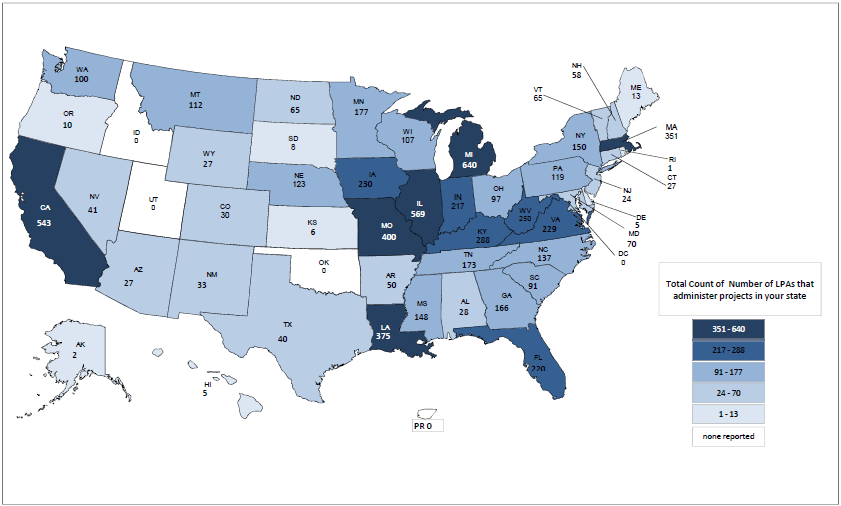 WA
100
OR
10
ID
0
MT
112
ND
65
MN
177
SD
8
WY
27
NE
123
IA
230
WI
107
MI
640
CA
543
NV
41
UT
0
CO
30
KS
6
MO
400
IL
569
IN
217
OH
97
WV
250
VA
229
KY
288
PA
119
NY
150
VT
65
NH
58
ME
13
MA
351
RI
1
CT
27
NJ
24
DE
5
MD
70
DC
0
AZ
27
NM
33
OK
0
TX
40
AR
50
LA
375
MS
148
AL
28
GA
166
TN
173
NC
137
SC
91
FL
220
AK
2
HI
5
PR 0
Total Count of Number of LPAs that
administer projects in your state
351 - 640
217 - 288
91 - 177
24 - 70
1 - 13
none reported